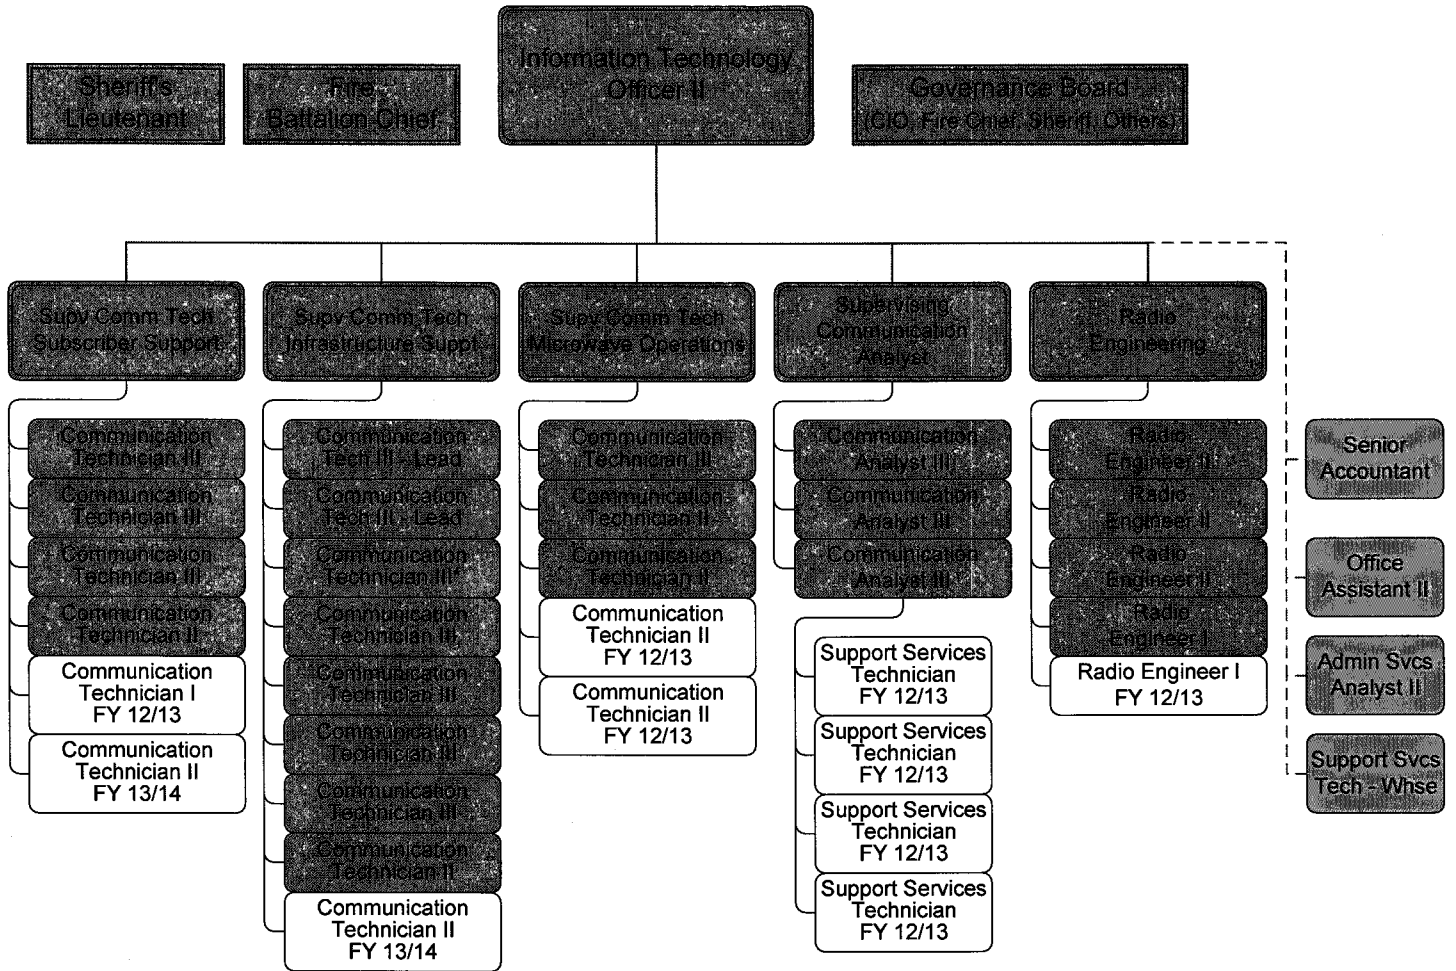 Information Technology
Officer II
Sheriff's
Lieutenant
Fire
Battalion Chief
Governance Board
(CIO, Fire Chief, Sheriff, Others)
Supv Comm Tech
Subscriber Support
Supv Comm Tech
Infrastructure Suppt
Supv Comm Tech
Microwave Operations
Supervising
Communication
Analyst
Radio
Engineering
Communication
Technician III
Communication
Technician III
Communication
Technician III
Communication
Technician II
Communication
Technician I
FY 12/13
Communication
Technician II
FY 13/14
Communication
Tech III - Lead
Communication
Tech III - Lead
Communication
Technician III
Communication
Technician III
Communication
Technician III
Communication
Technician III
Communication
Technician III
Communication
Technician II
Communication
Technician II
FY 13/14
Communication
Technician III
Communication
Technician II
Communication
Technician II
Communication
Technician II
FY 12/13
Communication
Technician II
FY 12/13
Communication
Analyst III
Communication
Analyst III
Communication
Analyst III
Support Services
Technician
FY 12/13
Support Services
Technician
FY 12/13
Support Services
Technician
FY 12/13
Support Services
Technician
FY 12/13
Radio
Engineer II
Radio
Engineer II
Radio
Engineer II
Radio
Engineer I
Radio Engineer I
FY 12/13
Senior
Accountant
Office
Assistant II
Admin Svcs
Analyst II
Support Svcs
Tech - Whse